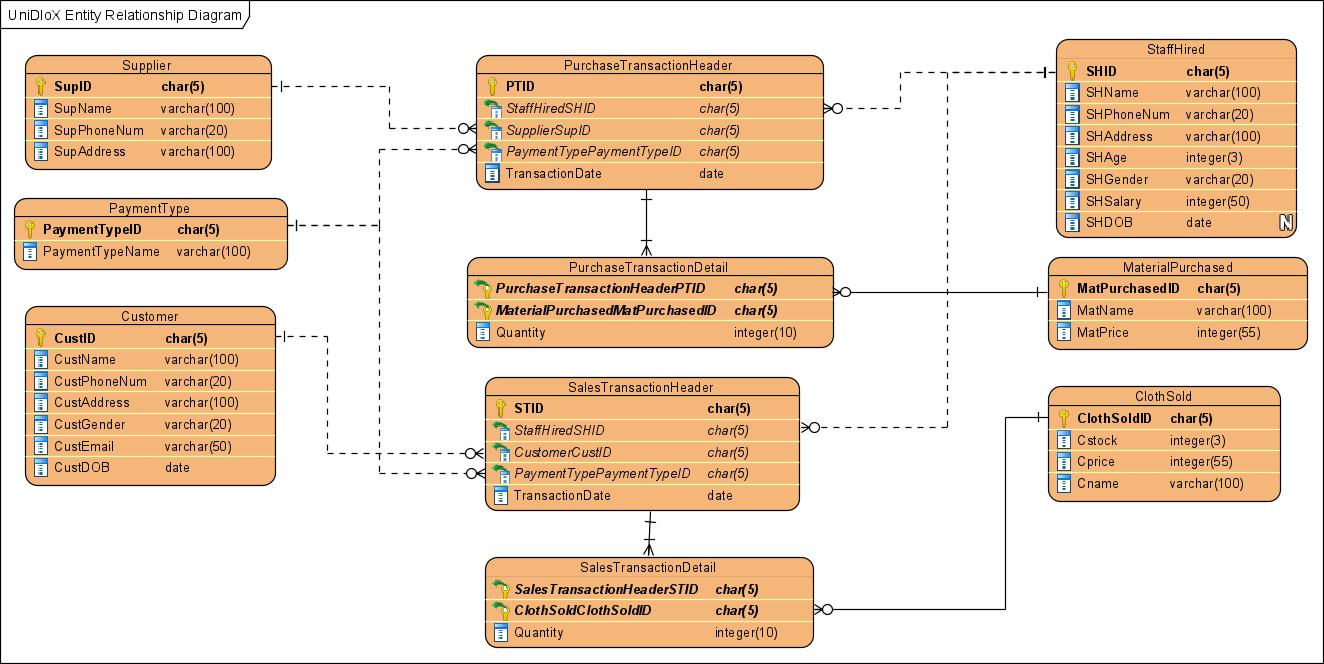 UniDloX Entity Relationship Diagram
Supplier
SupID char(5)
SupName varchar(100)
SupPhoneNum varchar(20)
SupAddress varchar(100)
PaymentType
PaymentTypeID char(5)
PaymentTypeName varchar(100)
Customer
CustID char(5)
CustName varchar(100)
CustPhoneNum varchar(20)
CustAddress varchar(100)
CustGender varchar(20)
CustEmail varchar(50)
CustDOB date
PurchaseTransactionHeader
PTID char(5)
StaffHiredSHID char(5)
SupplierSupID char(5)
PaymentTypePaymentTypeID char(5)
TransactionDate date
PurchaseTransactionDetail
PurchaseTransactionHeaderPTID char(5)
MaterialPurchasedMatPurchasedID char(5)
Quantity integer(10)
SalesTransactionHeader
STID char(5)
StaffHiredSHID char(5)
CustomerCustID char(5)
PaymentTypePaymentTypeID char(5)
TransactionDate date
SalesTransactionDetail
SalesTransactionHeaderSTID char(5)
ClothSoldClothSoldID char(5)
Quantity integer(10)
StaffHired
SHID char(5)
SHName varchar(100)
SHPhoneNum varchar(20)
SHAddress varchar(100)
SHAge integer(3)
SHGender varchar(20)
SHSalary integer(50)
SHDOB date N
MaterialPurchased
MatPurchasedID char(5)
MatName varchar(100)
MatPrice integer(55)
ClothSold
ClothSoldID char(5)
Cstock integer(3)
Cprice integer(55)
Cname varchar(100)